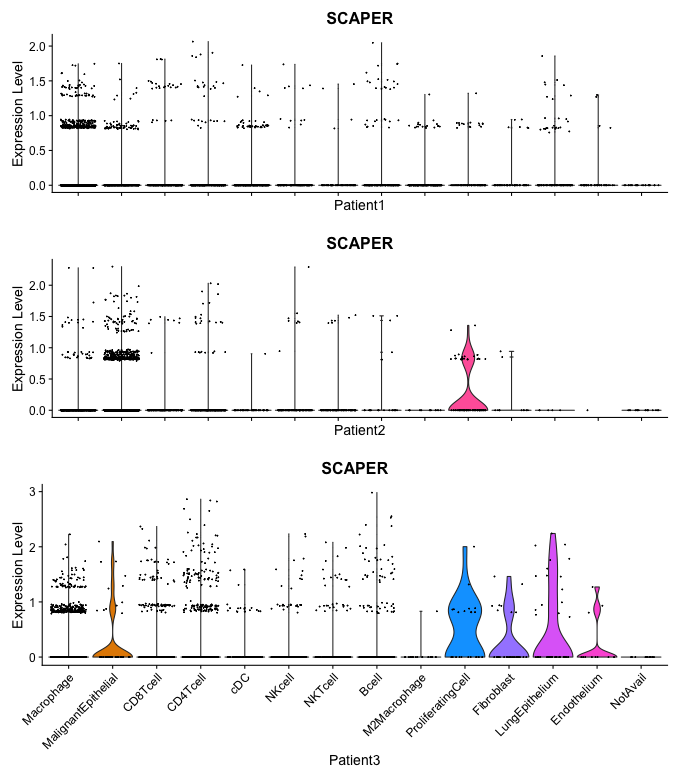 SCAPER
Expression Level
2.0
1.5
1.0
0.5
0.0
Patient1
SCAPER
Expression Level
2.0
1.5
1.0
0.5
0.0
Patient2
SCAPER
Expression Level
3
2
1
0
Macrophage
MalignantEpithelial
CD8Tcell
CD4Tcell
cDC
NKcell
NKTcell
Bcell
M2Macrophage
ProliferatingCell
Fibroblast
LungEpithelium
Endothelium
NotAvail
Patient3